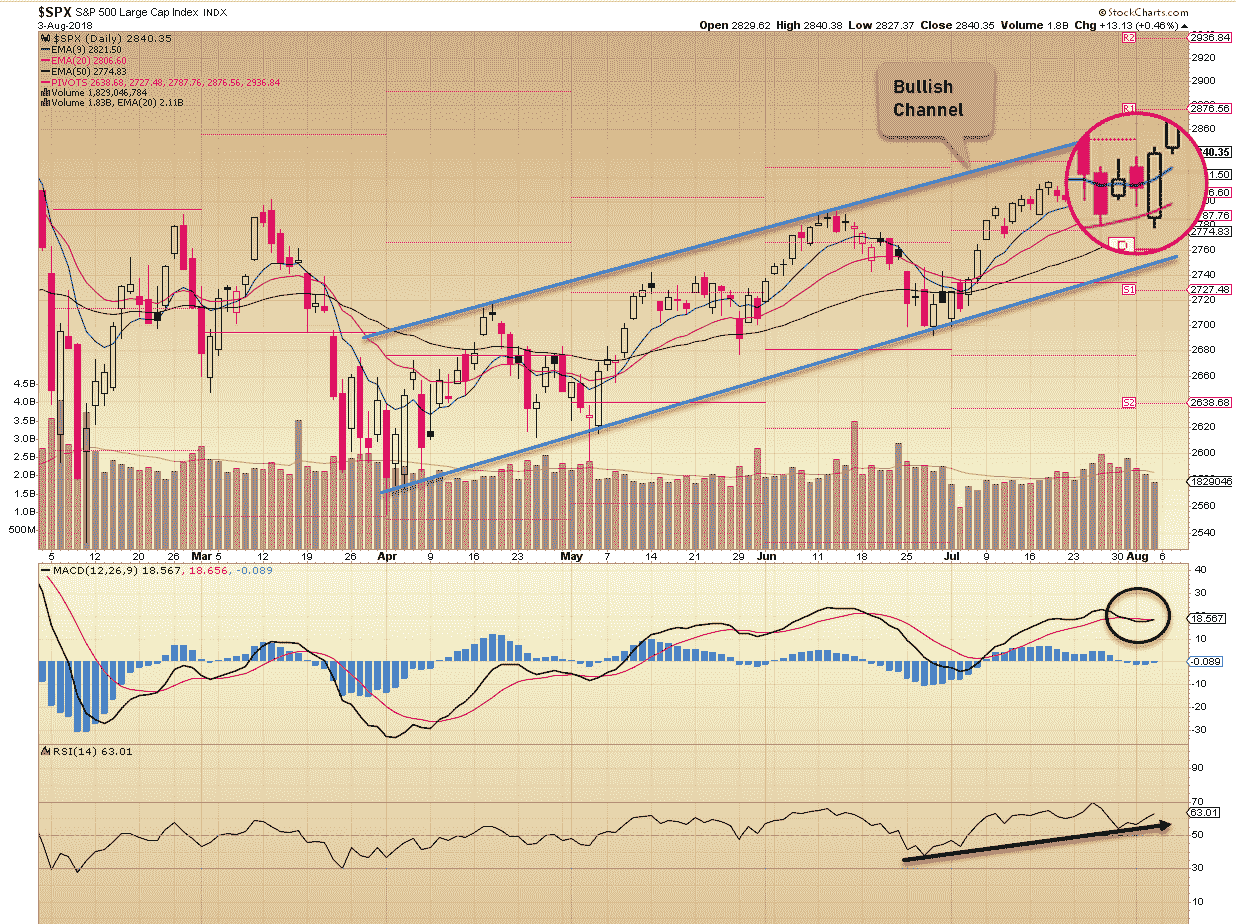 $SPX S&P 500 Large Cap Index INDX
© StockCharts.com
3-Aug-2018
Open 2829.62 High 2840.38 Low 2827.37 Close 2840.35 Volume 1.8B Chg +13.13 (+0.46%)
$SPX (Daily) 2840.35
EMA(9) 2821.50
EMA(20) 2806.60
EMA(50) 2774.83
PIVOTS 2638.68, 2727.48, 2787.76, 2876.56, 2936.84
Volume 1,829,046,784
Volume 1.83B, EMA(20) 2.11B
Bullish
Channel
R2
2936.84
2920
2900
R1
2876.56
2860
40.35
1.50
6.60
87.76
2774.83
2760
2740
S1
2727.48
2720
2700
2680
2660
S2
2638.68
2620
2600
1829046
2560
2540
4.5B
4.0B
3.5B
3.0B
2.5B
2.0B
1.5B
1.0B
500M
5 12 20 26 Mar 5 12 19 26 Apr 9 16 23 May 7 14 21 29 Jun 11 18 25 Jul 9 16 23 30 Aug 6
MACD(12,26,9) 18.567, 18.656, -0.089
40
30
18.567
10
-0.089
-10
-20
-30
RSI(14) 63.01
90
70
63.01
50
30
10